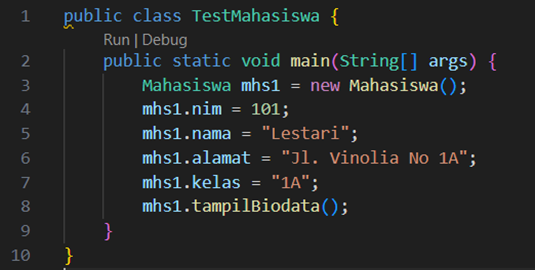 1 public class TestMahasiswa {
Run | Debug
2 public static void main(String[] args) {
3 Mahasiswa mhs1 = new Mahasiswa();
4 mhs1.nim = 101;
5 mhs1.nama = "Lestari";
6 mhs1.alamat = "Jl. Vinolia No 1A";
7 mhs1.kelas = "1A";
8 mhs1.tampilBiodata();
9 }
10 }